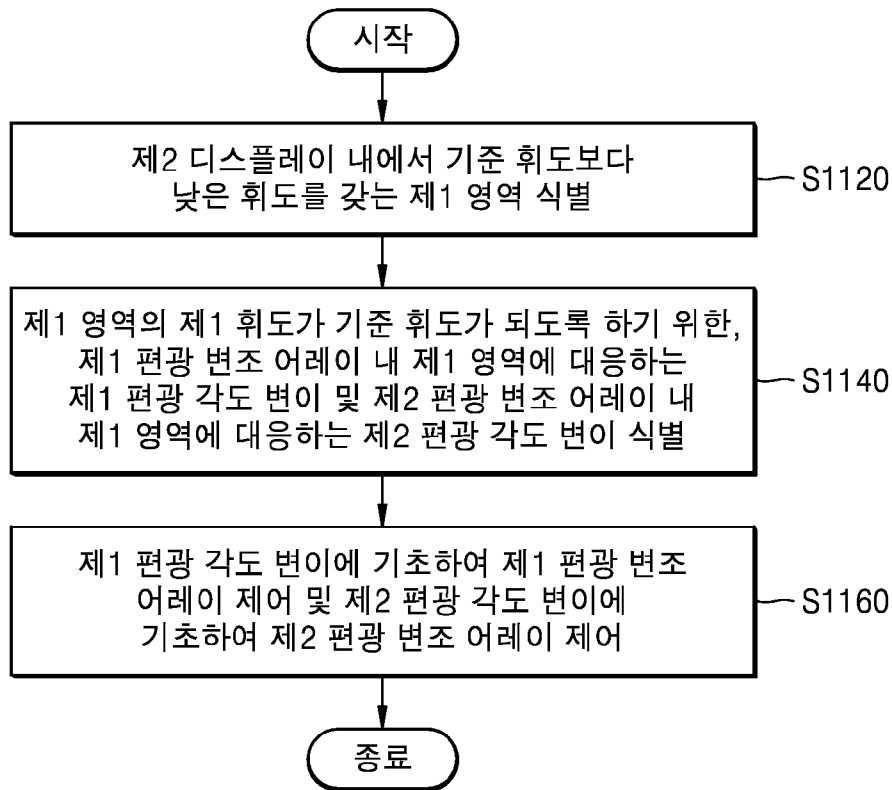 시작
제2 디스플레이 내에서 기준 휘도보다
낮은 휘도를 갖는 제1 영역 식별
S1120
제1 영역의 제1 휘도가 기준 휘도가 되도록 하기 위한,
제1 편광 변조 어레이 내 제1 영역에 대응하는
제1 편광 각도 변이 및 제2 편광 변조 어레이 내
제1 영역에 대응하는 제2 편광 각도 변이 식별
S1140
제1 편광 각도 변이에 기초하여 제1 편광 변조
어레이 제어 및 제2 편광 각도 변이에
기초하여 제2 편광 변조 어레이 제어
S1160
종료